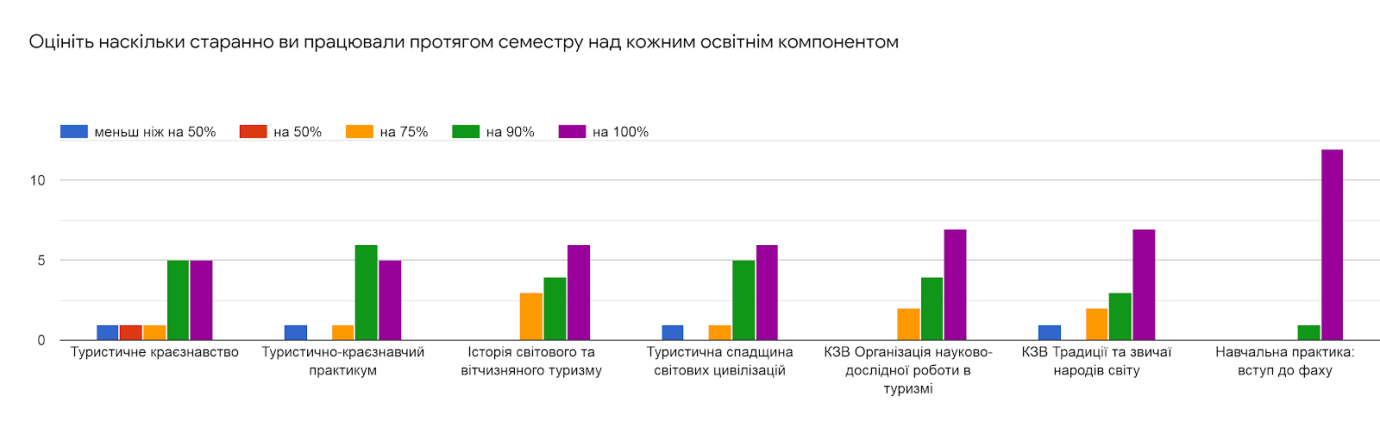 Оцініть наскільки старанно ви працювали протягом семестру над кожним освітнім компонентом
меньш ніж на 50%
на 50%
на 75%
на 90%
на 100%
10
5
0
Туристичне краєзнавство
Туристично-краєзнавчий
практикум
Історія світового та
вітчизняного туризму
Туристична спадщина
світових цивілізацій
КЗВ Організація науково-
дослідної роботи в
туризмі
КЗВ Традиції та звичаї
народів світу
Навчальна практика:
вступ до фаху